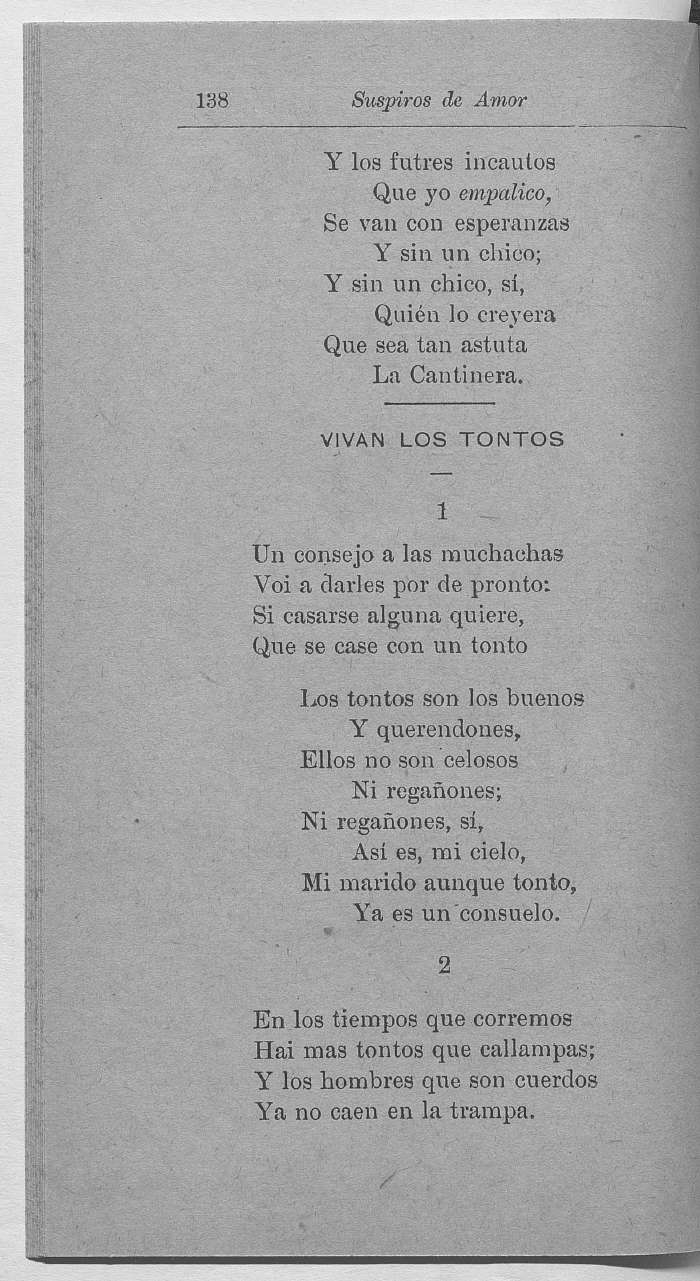 138 Suspiros de Amor
Y los futres incautos
Que yo empalico,
Se van con esperanzas
Y sin un chico;
Y sin un chico, sí,
Quién lo creyera
Que sea tan astuta
La Cantinera.
VIVAN LOS TONTOS
1
Un consejo a las muchachas
Voi a darles por de pronto:
Si casarse alguna quiere,
Que se case con un tonto
Los tontos son los buenos
Y querendones,
Ellos no son celosos
Ni regañones;
Ni regañones, sí,
Así es, mi cielo,
Mi marido aunque tonto,
Ya es un consuelo.
2
En los tiempos que corremos
Hai mas tontos que callampas;
Y los hombres que son cuerdos
Ya no caen en la trampa.